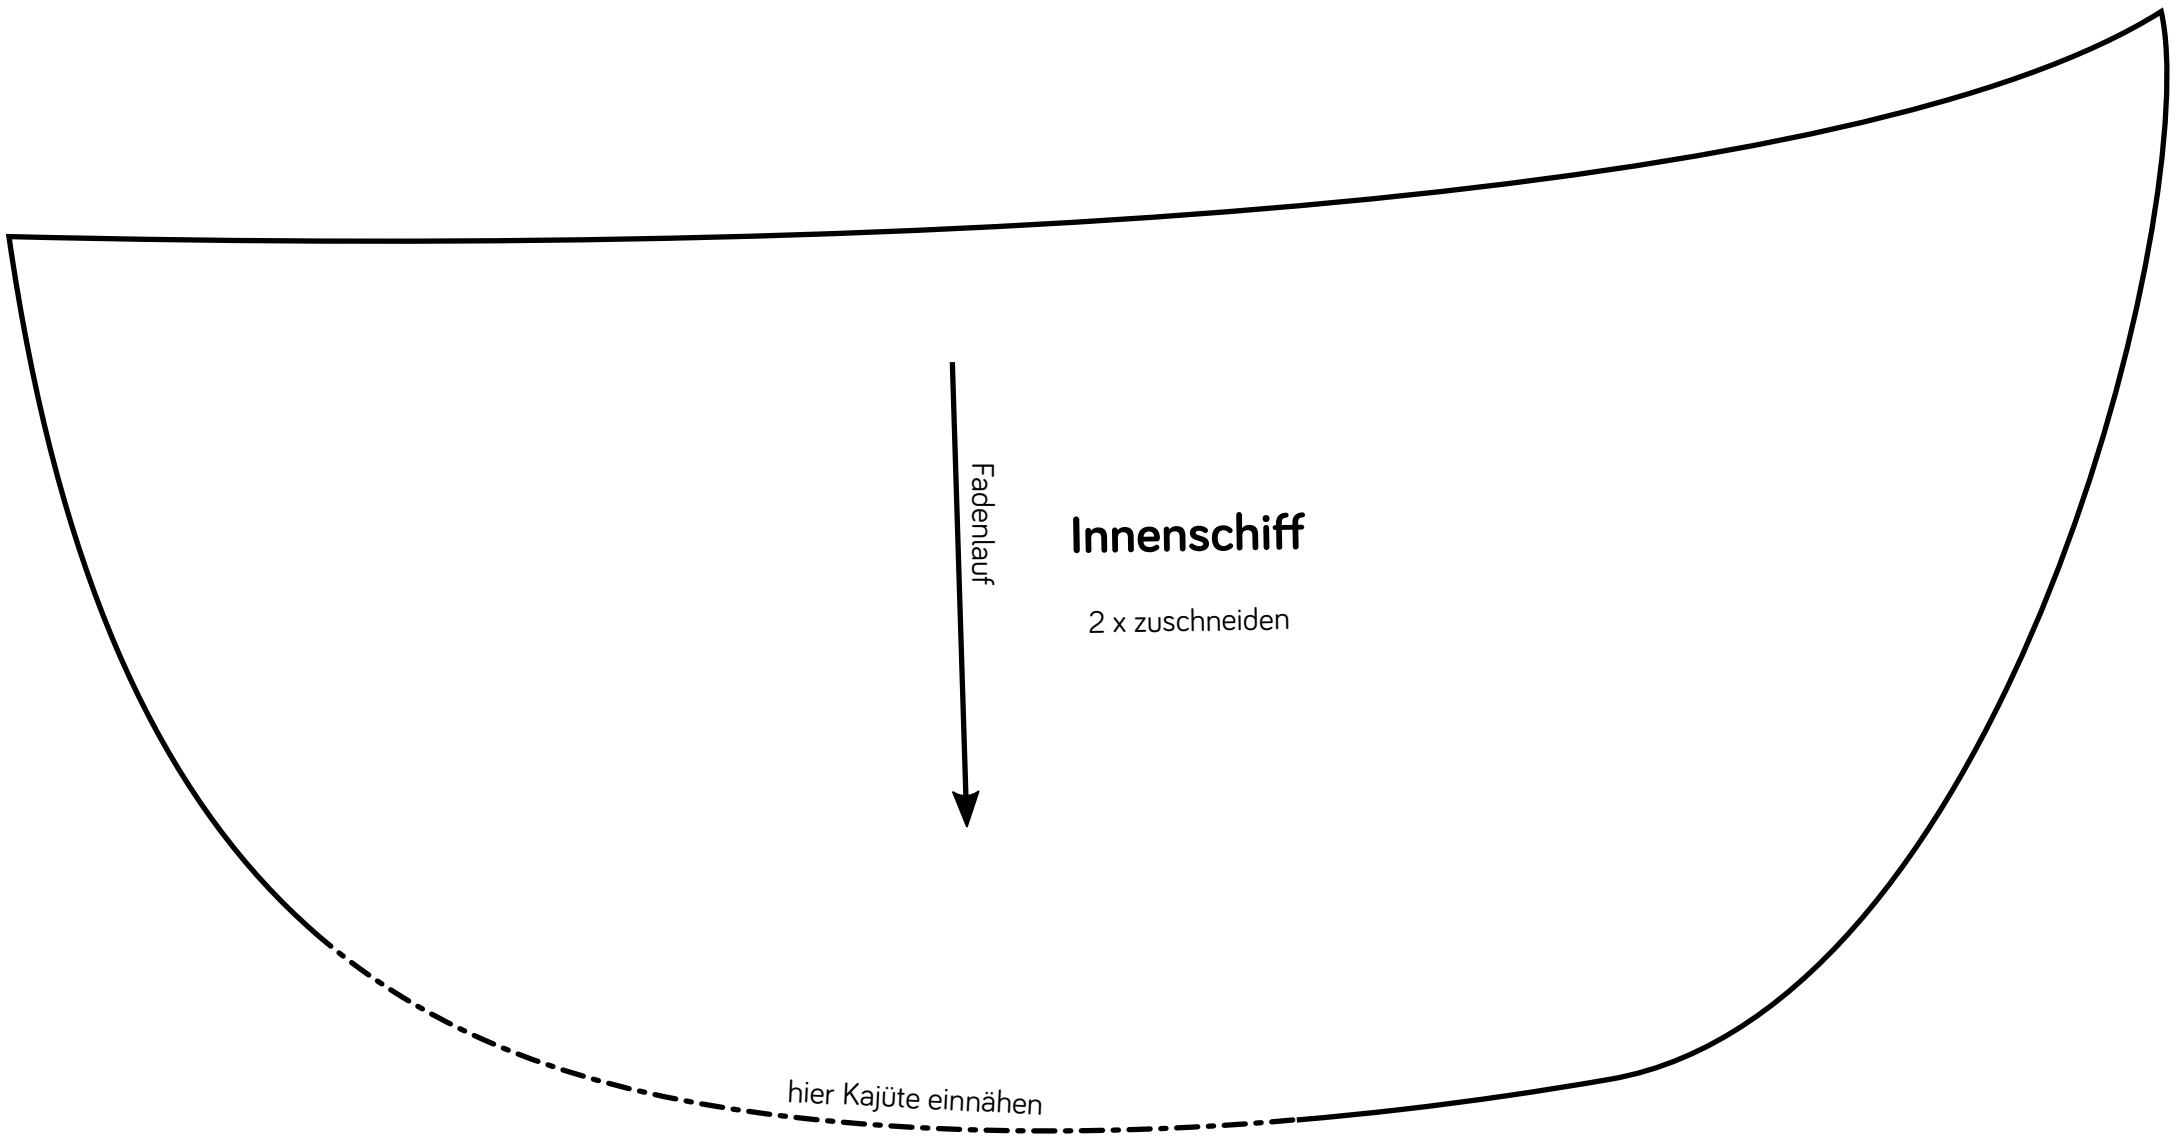 Fadenlauf
Innenschiff
2 x zuschneiden
hier Kajüte einnähen